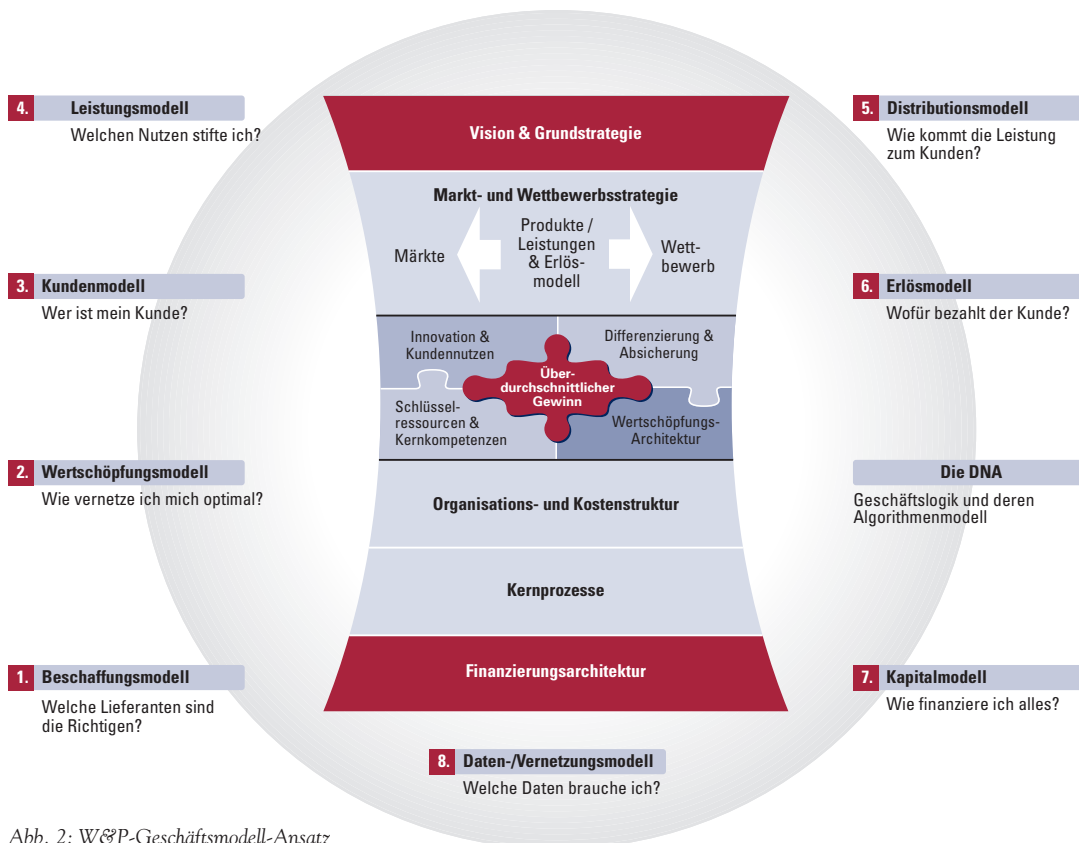 4. Leistungsmodell
Welchen Nutzen stifte ich?
3. Kundenmodell
Wer ist mein Kunde?
2. Wertschöpfungsmodell
Wie vernetze ich mich optimal?
1. Beschaffungsmodell
Welche Lieferanten sind
die Richtigen?
Vision & Grundstrategie
Markt- und Wettbewerbsstrategie
Märkte
Produkte /
Leistungen
& Erlös-
modell
Wett-
bewerb
Innovation &
Kundennutzen
Differenzierung &
Absicherung
Über-
durchschnittlicher
Gewinn
Schlüssel-
ressourcen &
Kernkompetenzen
Wertschöpfungs-
Architektur
Organisations- und Kostenstruktur
Kernprozesse
Finanzierungsarchitektur
5. Distributionsmodell
Wie kommt die Leistung
zum Kunden?
6. Erlösmodell
Wofür bezahlt der Kunde?
Die DNA
Geschäftslogik und deren
Algorithmenmodell
7. Kapitalmodell
Wie finanziere ich alles?
8. Daten-/Vernetzungsmodell
Welche Daten brauche ich?
Abb. 2: W&P-Geschäftsmodell-Ansatz